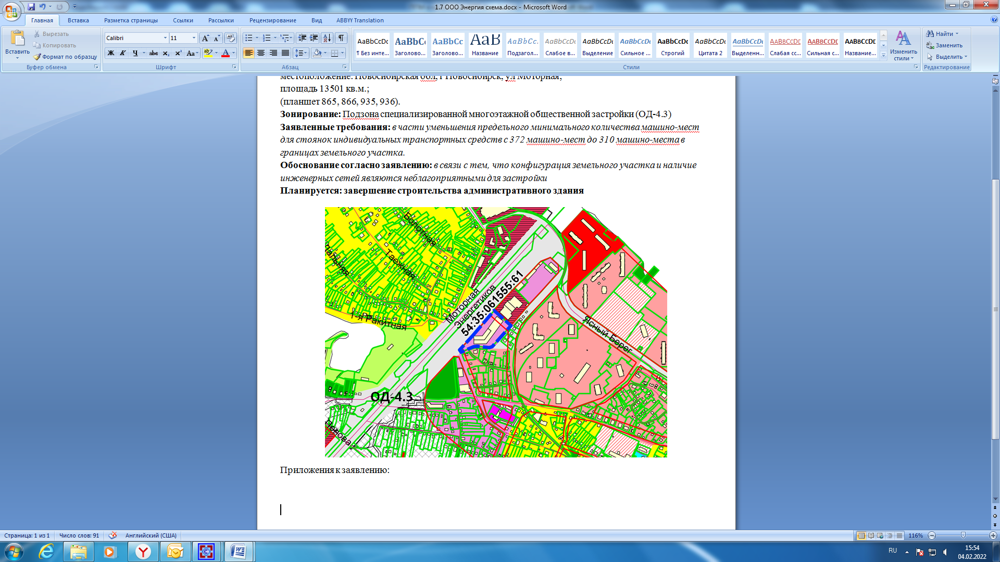 1.7 ООО Энергия схема.docx - Microsoft Word
Главная Вставка Разметка страницы Ссылки Рассылки Рецензирование Вид ABBYY Translation
Вставить
Вырезать
Копировать
Формат по образцу
Буфер обмена
Calibri 11
Ж К Ч abc x₂ x² Aa
Шрифт
Абзац
AaBbCcDc AaBbC AaBbCc АаВ AaBbCc. AaBbCcDc AaBbCcDc AaBbCcDc AaBbCcDc AaBbCcDc AaBbCcDc AABBCCDE AABBCCDE AABBCCDE
¶ Без инте... Заголово... Заголово... Название Подзагол... Слабое в... Выделение Сильное ... Строгий Цитата 2 Выделенн... Слабая сс... Сильная с... Название...
Стили
Изменить
стили
Найти
Заменить
Выделить
Редактирование
местоположение: Новосибирская обл, г Новосибирск, ул Моторная;
площадь 13501 кв.м.;
(планшет 865, 866, 935, 936).
Зонирование: Подзона специализированной многоэтажной общественной застройки (ОД-4.3)
Заявленные требования: в части уменьшения предельного минимального количества машино-мест
для стоянок индивидуальных транспортных средств с 372 машино-мест до 310 машино-места в
границах земельного участка.
Обоснование согласно заявлению: в связи с тем, что конфигурация земельного участка и наличие
инженерных сетей являются неблагоприятными для застройки
Планируется: завершение строительства административного здания
Болотная
Таежная
1-я Ракитная
Моторная
Энергетиков
54:35:061555:61
Ясный Берег
ОД-4.3
Попова
Приложения к заявлению:
Страница: 1 из 1 Число слов: 91 Английский (США) 116%
RU 15:54
04.02.2022